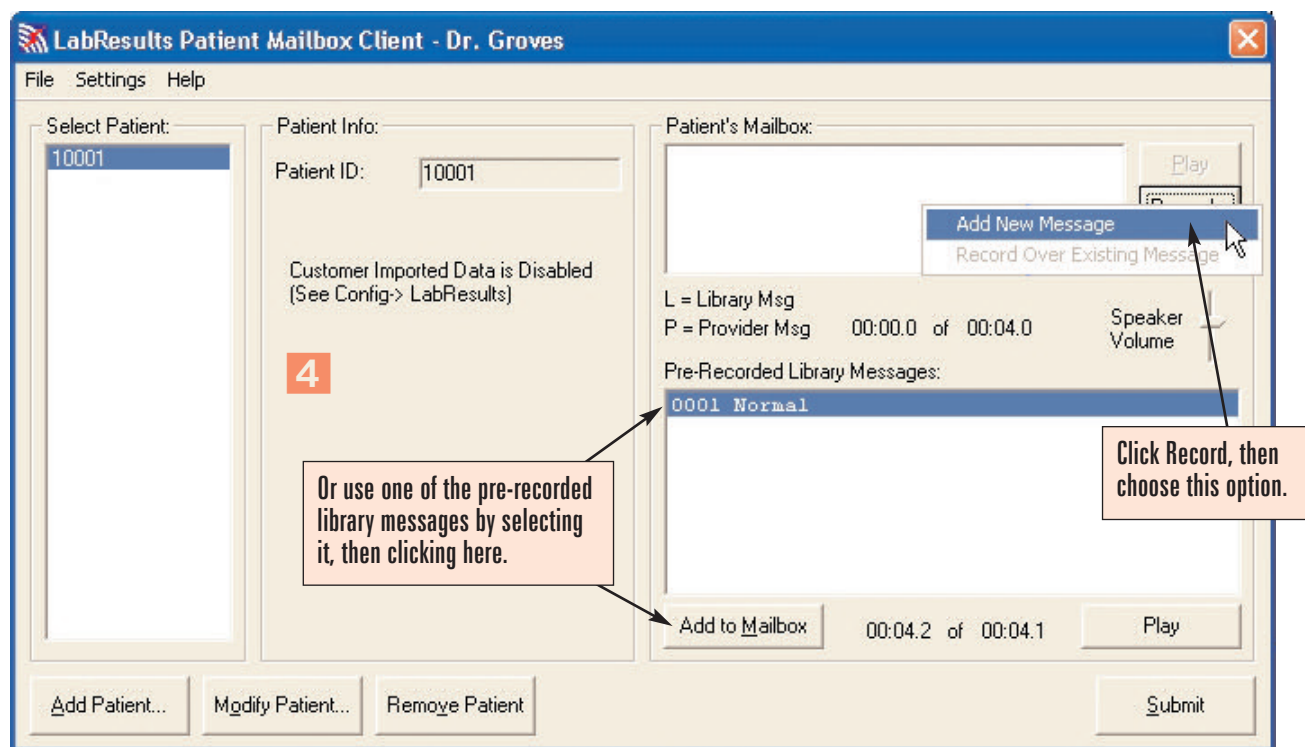 LabResults Patient Mailbox Client - Dr. Groves
File Settings Help
Select Patient:
10001
Patient Info:
Patient ID: 10001
Customer Imported Data is Disabled
(See Config-> LabResults)
4
Patient's Mailbox:
Play
Add New Message
Record Over Existing Message
L = Library Msg
P = Provider Msg 00:00.0 of 00:04.0
Speaker
Volume
Pre-Recorded Library Messages:
0001 Normal
Click Record, then
choose this option.
Or use one of the pre-recorded
library messages by selecting
it, then clicking here.
Add to Mailbox 00:04.2 of 00:04.1 Play
Add Patient... Modify Patient... Remove Patient Submit